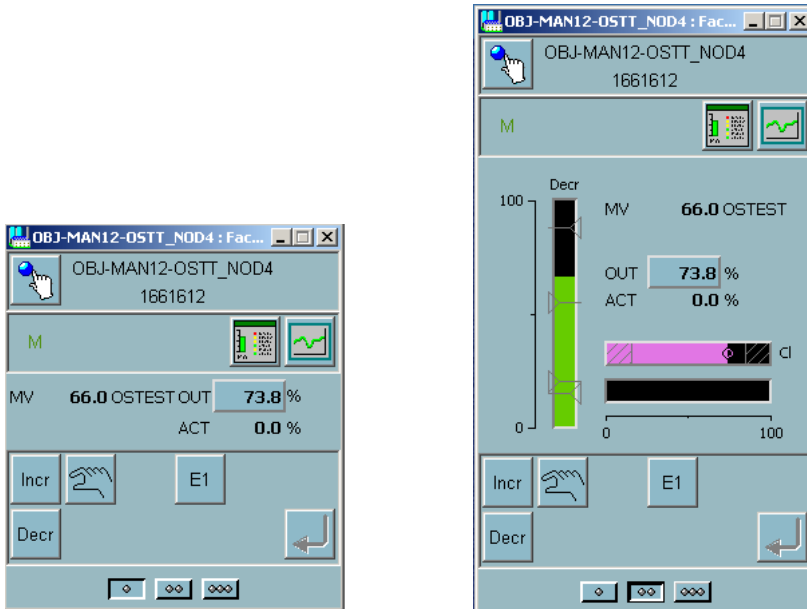 OBJ-MAN12-OSTT_NOD4 : Fac...
OBJ-MAN12-OSTT_NOD4
1661612
M
MV 66.0 OSTEST OUT 73.8 %
ACT 0.0 %
Incr E1
Decr
OBJ-MAN12-OSTT_NOD4 : Fac...
OBJ-MAN12-OSTT_NOD4
1661612
M
Decr
100
MV 66.0 OSTEST
OUT 73.8 %
ACT 0.0 %
Cl
0
0 100
Incr E1
Decr